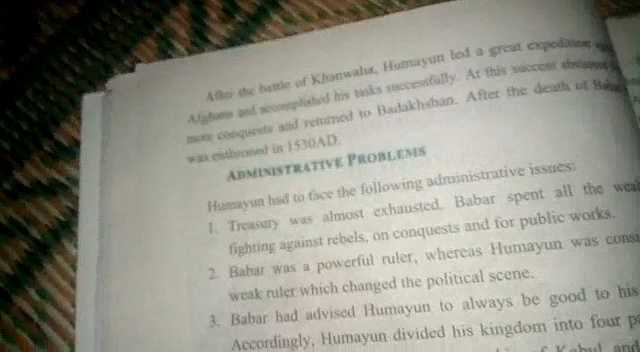 After the battle of Khanwaha, Humayun led a great expedition
Afghans and accomplished his tasks successfully. At this success
more conquests and returned to Badakhshan. After the death of
was enthroned in 1530AD.
ADMINISTRATIVE PROBLEMS
Humayun had to face the following administrative issues:
1. Treasury was almost exhausted. Babar spent all the
fighting against rebels, on conquests and for public works.
2. Babar was a powerful ruler, whereas Humayun was
weak ruler which changed the political scene.
3. Babar had advised Humayun to always be good to his
Accordingly, Humayun divided his kingdom into four
Kabul and